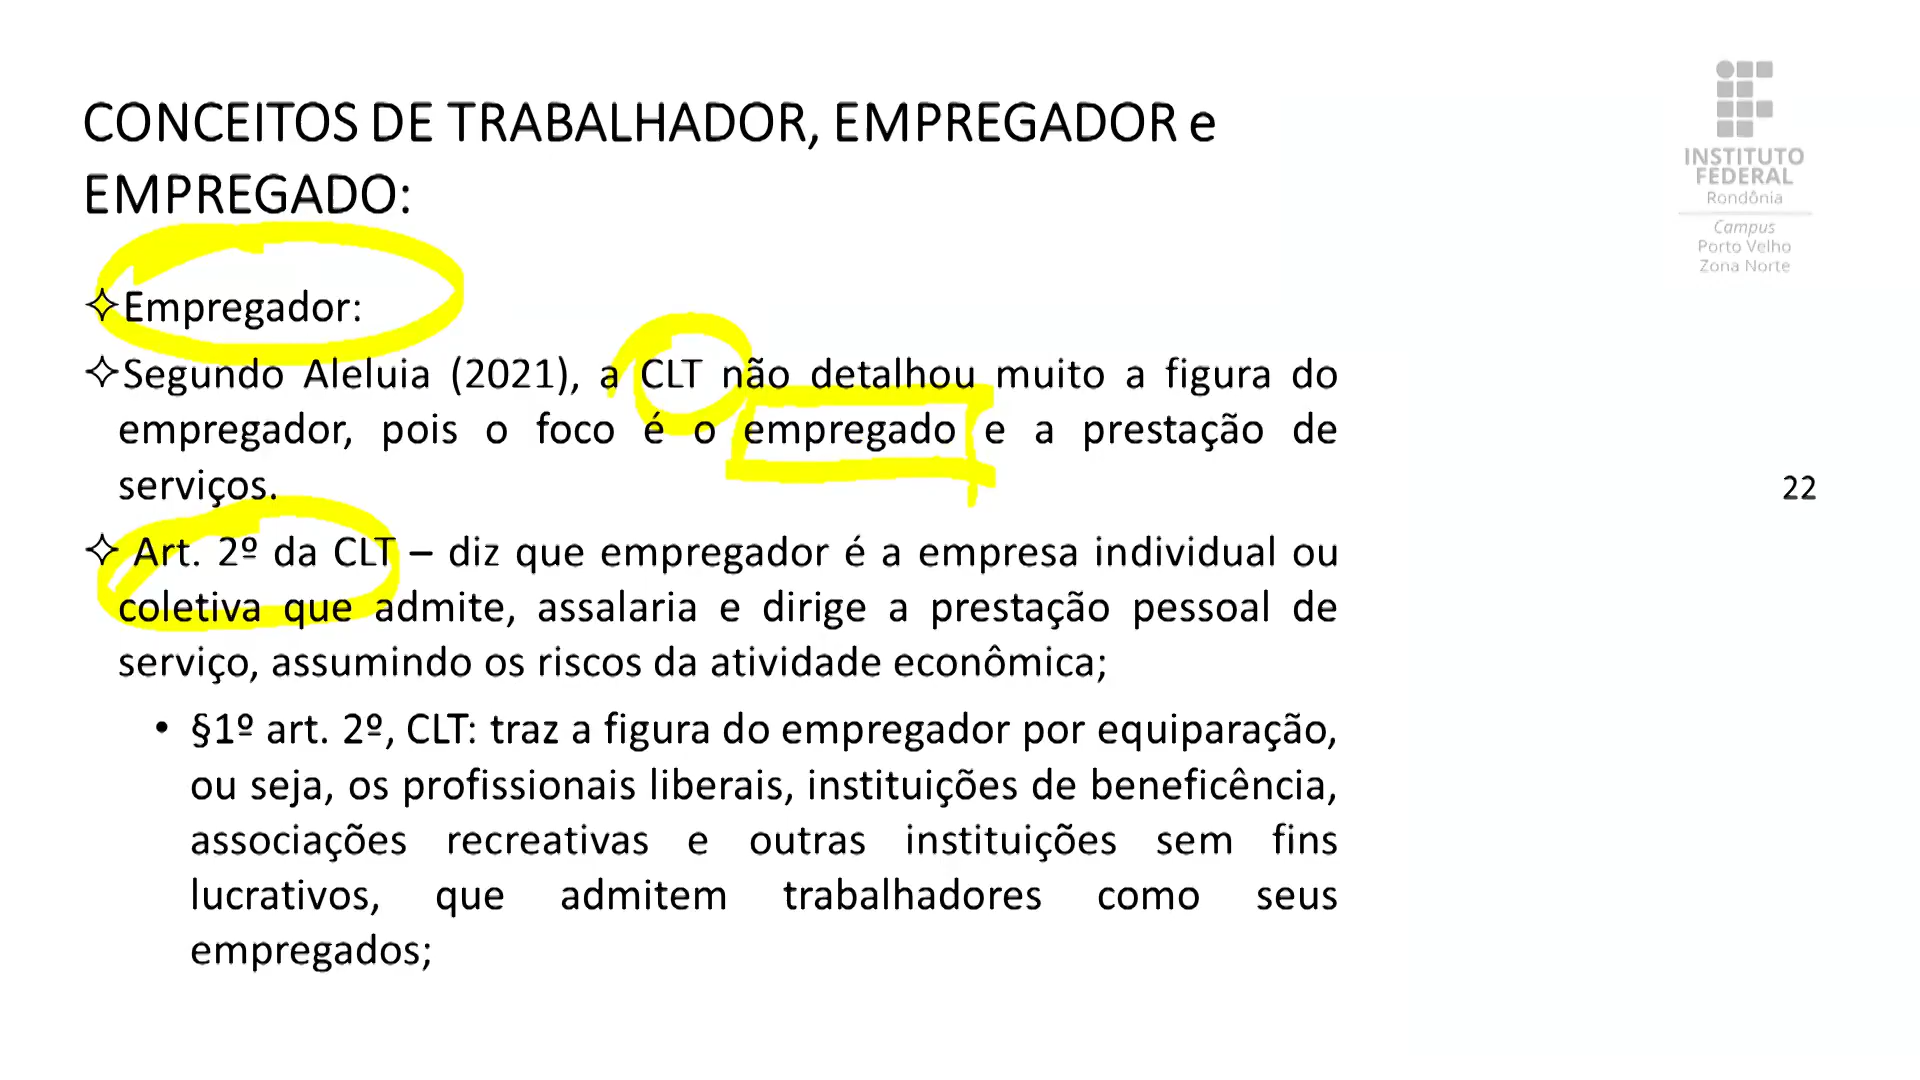 CONCEITOS DE TRABALHADOR, EMPREGADOR e
EMPREGADO:
Empregador:
Segundo Aleluia (2021), a CLT não detalhou muito a figura do
empregador, pois o foco é o empregado e a prestação de
serviços.
Art. 2º da CLT – diz que empregador é a empresa individual ou
coletiva que admite, assalaria e dirige a prestação pessoal de
serviço, assumindo os riscos da atividade econômica;
• §1º art. 2º, CLT: traz a figura do empregador por equiparação,
ou seja, os profissionais liberais, instituições de beneficência,
associações recreativas e outras instituições sem fins
lucrativos, que admitem trabalhadores como seus
empregados;
INSTITUTO
FEDERAL
Rondônia
Campus
Porto Velho
Zona Norte
22